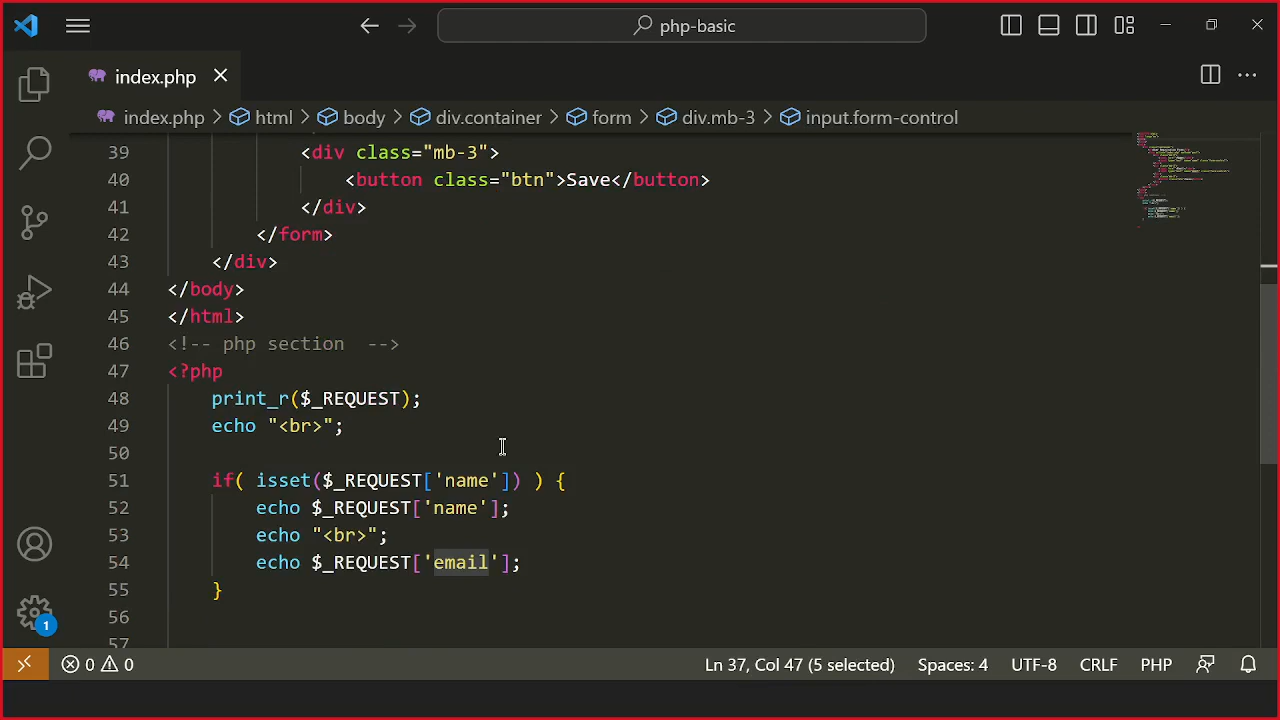 php-basic
index.php
index.php > html > body > div.container > form > div.mb-3 > input.form-control
39 <div class="mb-3">
40 <button class="btn">Save</button>
41 </div>
42 </form>
43 </div>
44 </body>
45 </html>
46 <!-- php section  -->
47 <?php
48 print_r($_REQUEST);
49 echo "<br>";
50
51 if( isset($_REQUEST['name']) ) {
52 echo $_REQUEST['name'];
53 echo "<br>";
54 echo $_REQUEST['email'];
55 }
56
57
1
0 0 Ln 37, Col 47 (5 selected) Spaces: 4 UTF-8 CRLF PHP